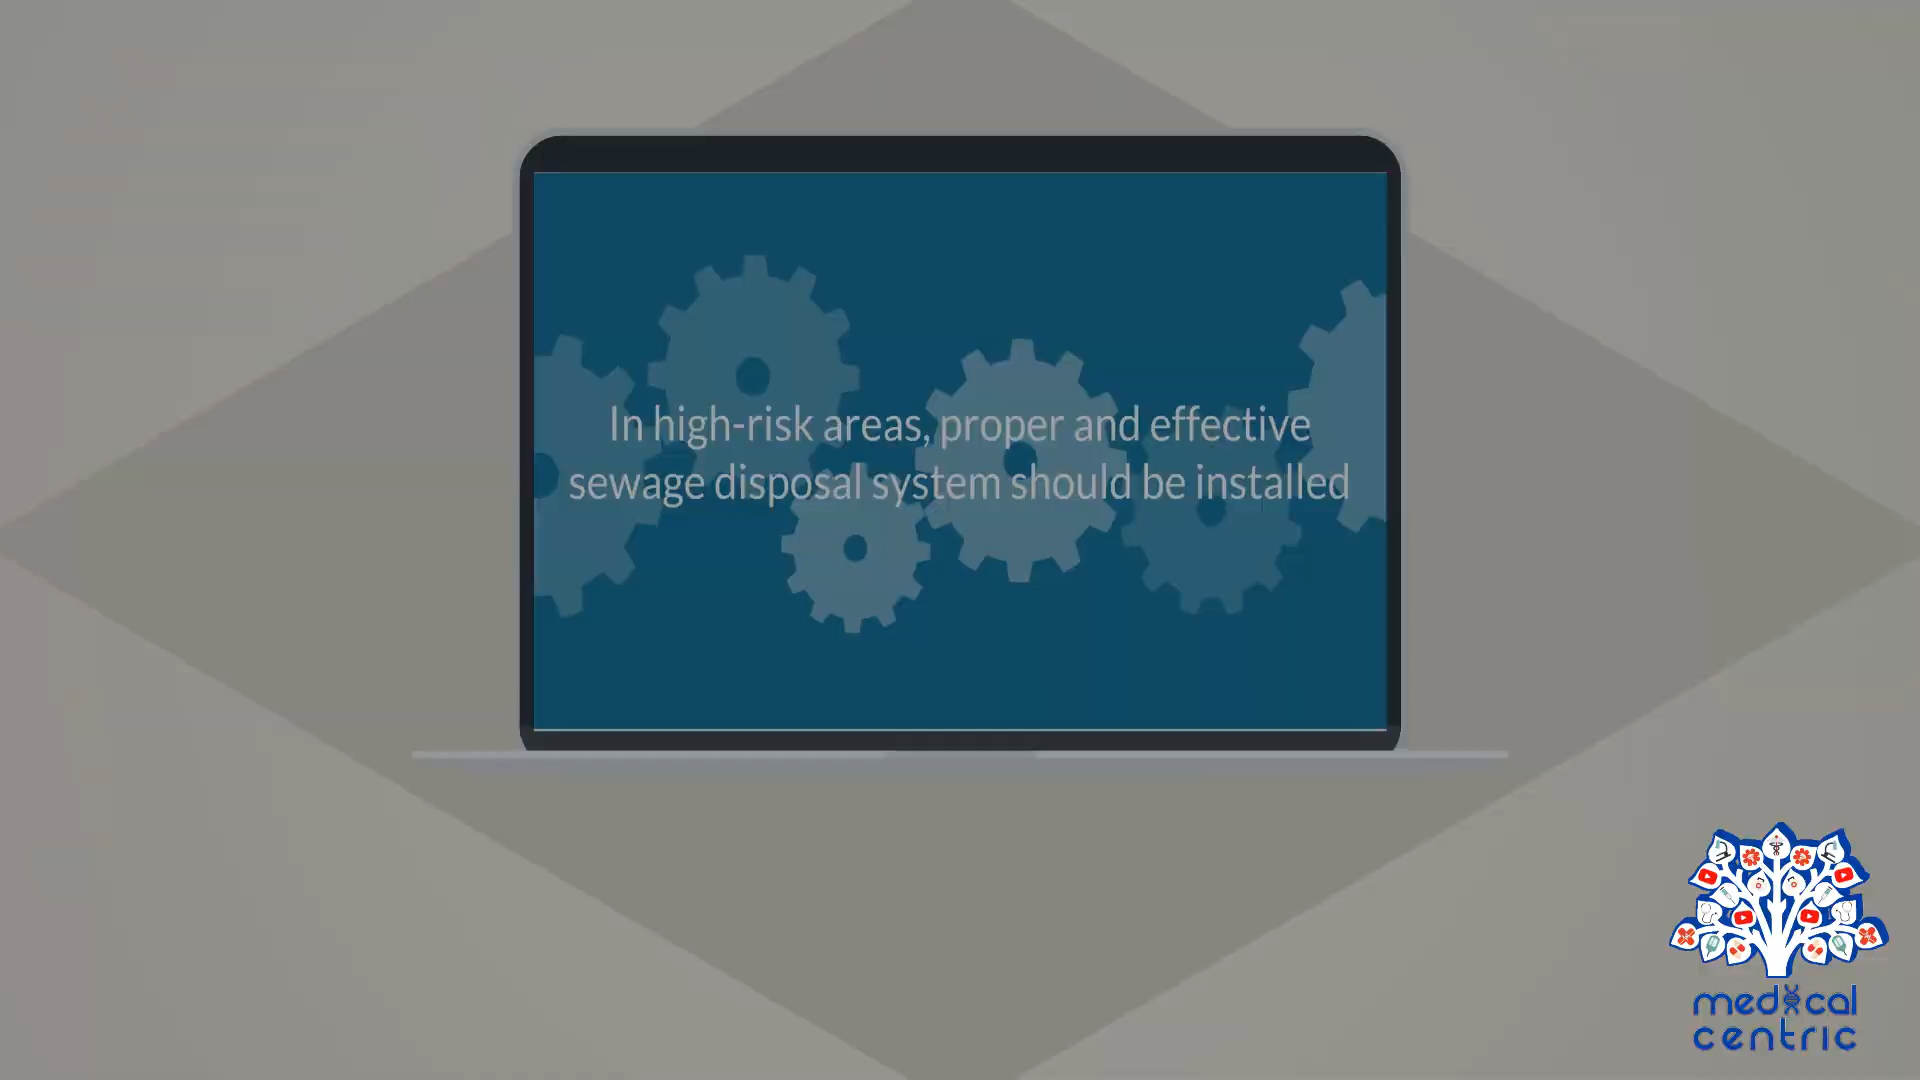 In high-risk areas, proper and effective
sewage disposal system should be installed
medical
centric